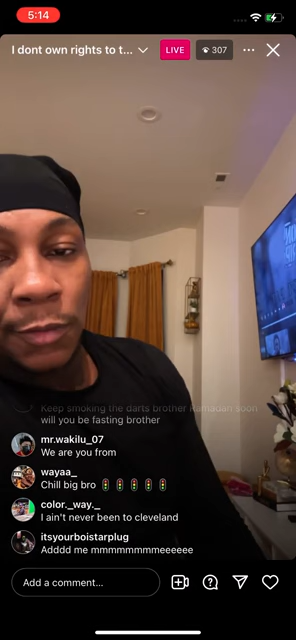 5:14
I dont own rights to t...
LIVE
307
Keep smoking the darts brother Ramadan soon
will you be fasting brother
mr.wakilu_07
We are you from
wayaa_
Chill big bro 🚦🚦🚦🚦🚦
color._way._
I ain't never been to cleveland
itsyourboistarplug
Adddd me mmmmmmmeeeeee
Add a comment...